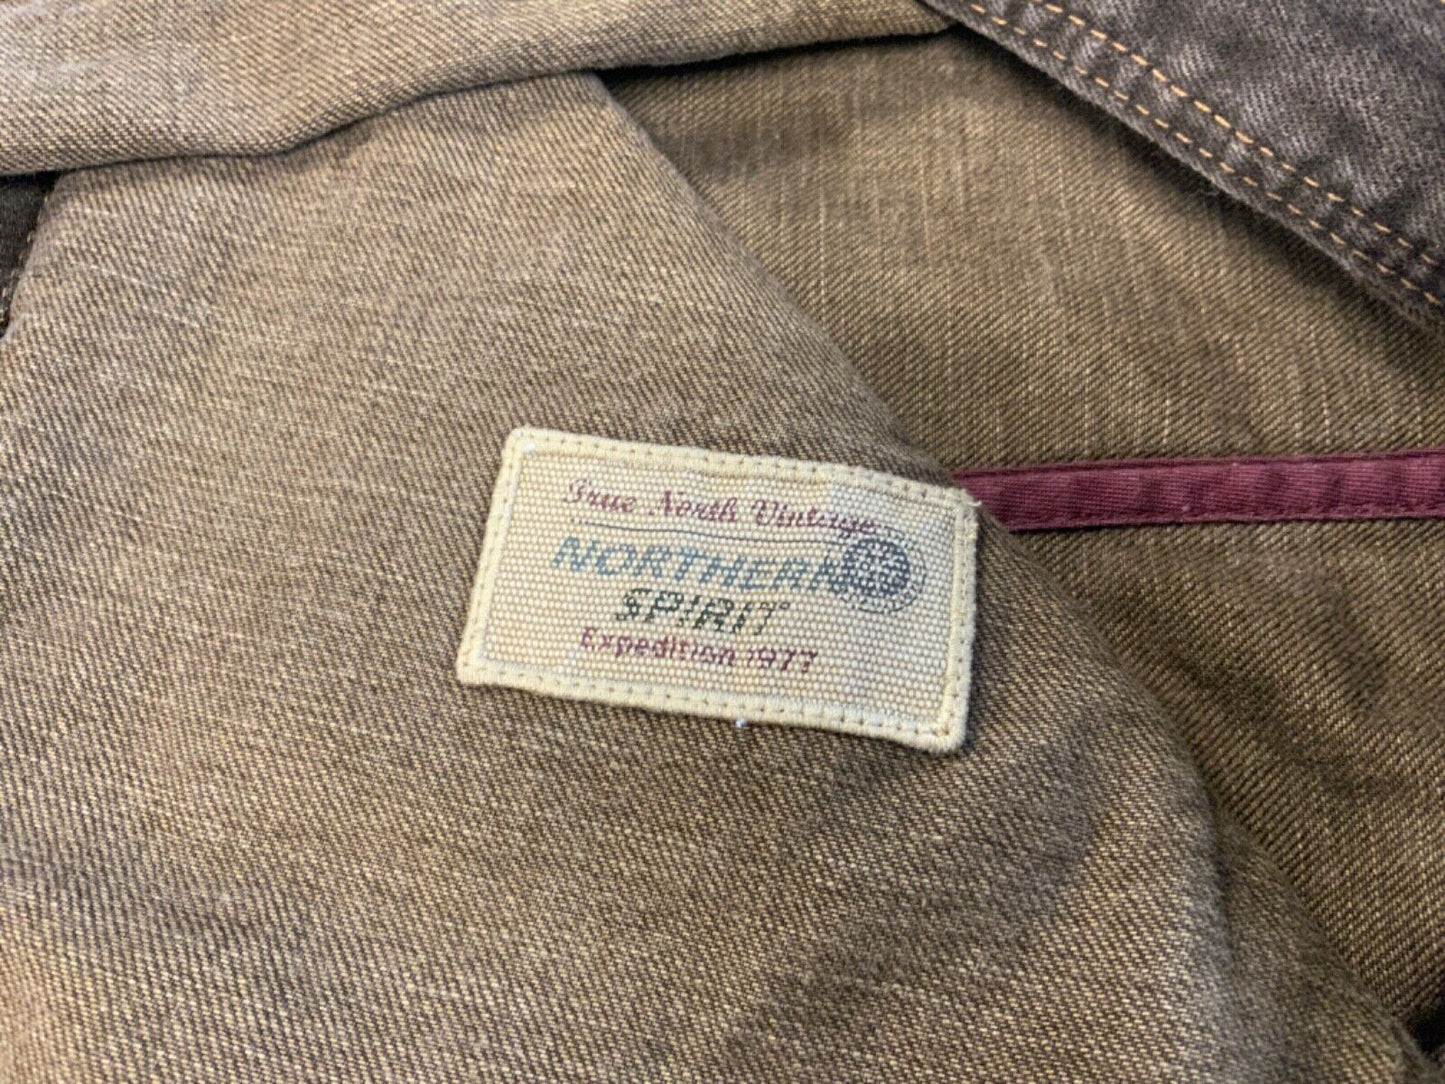 True North Vintage
NORTHERN
SPIRIT
Expedition 1977